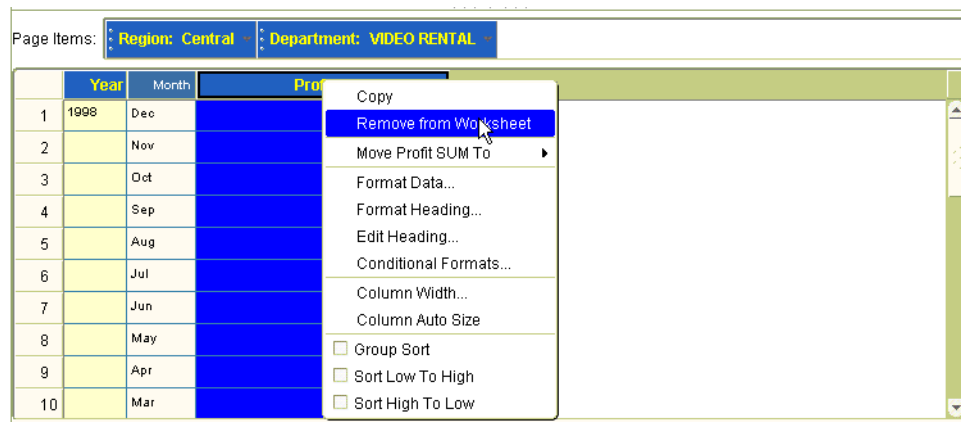 Page Items: Region: Central Department: VIDEO RENTAL
Year Month
1 1998 Dec
2 Nov
3 Oct
4 Sep
5 Aug
6 Jul
7 Jun
8 May
9 Apr
10 Mar
Copy
Remove from Worksheet
Move Profit SUM To
Format Data...
Format Heading...
Edit Heading...
Conditional Formats...
Column Width...
Column Auto Size
Group Sort
Sort Low To High
Sort High To Low